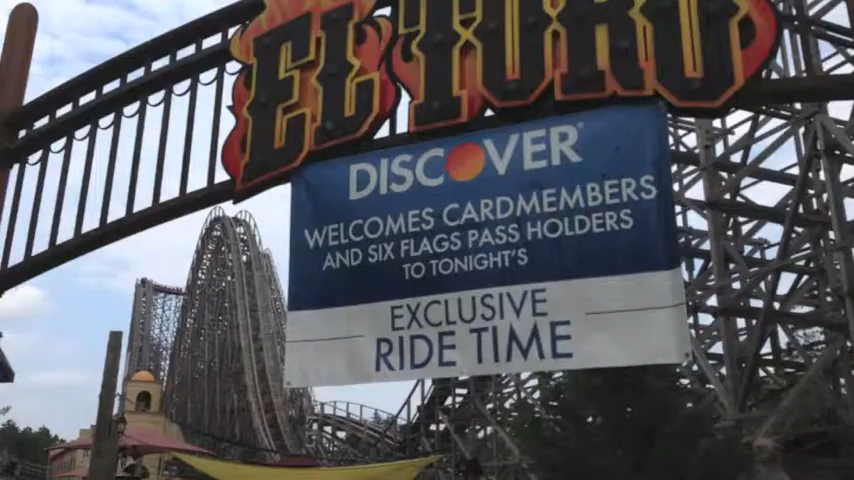 EL TORO
DISCOVER®
WELCOMES CARDMEMBERS
AND SIX FLAGS PASS HOLDERS
TO TONIGHT'S
EXCLUSIVE
RIDE TIME